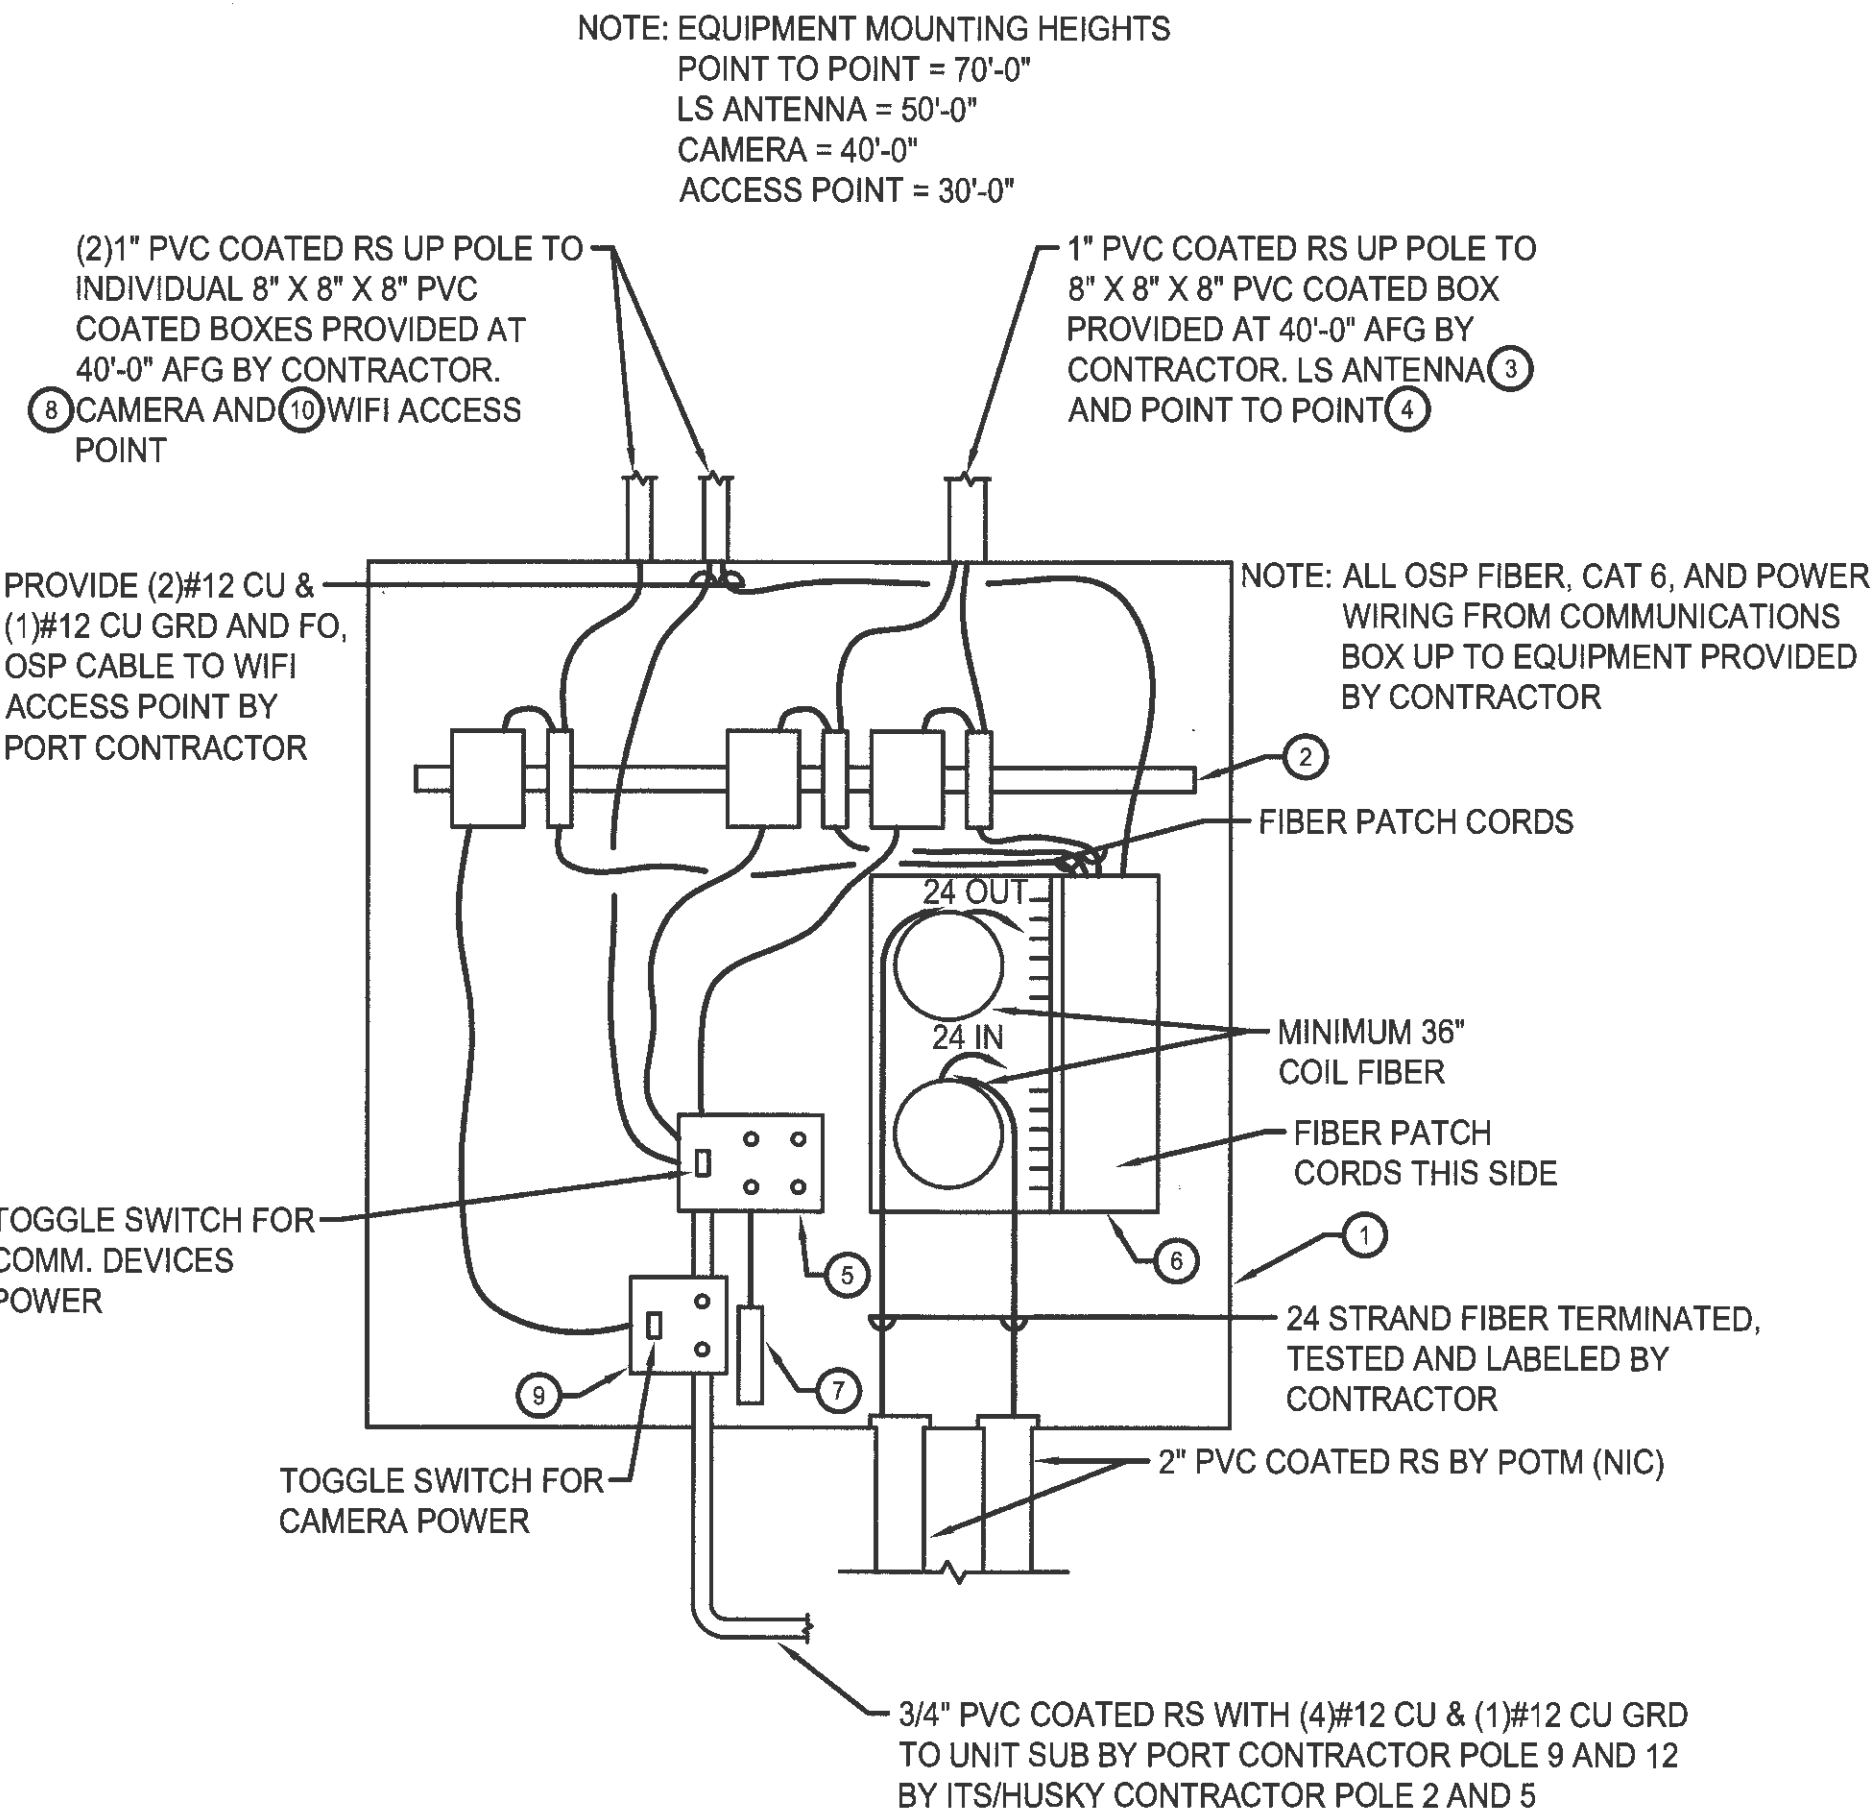 NOTE: EQUIPMENT MOUNTING HEIGHTS
POINT TO POINT = 70'-0"
LS ANTENNA = 50'-0"
CAMERA = 40'-0"
ACCESS POINT = 30'-0"
(2)1" PVC COATED RS UP POLE TO
INDIVIDUAL 8" X 8" X 8" PVC
COATED BOXES PROVIDED AT
40'-0" AFG BY CONTRACTOR.
8 CAMERA AND 10 WIFI ACCESS
POINT
1" PVC COATED RS UP POLE TO
8" X 8" X 8" PVC COATED BOX
PROVIDED AT 40'-0" AFG BY
CONTRACTOR. LS ANTENNA 3
AND POINT TO POINT 4
PROVIDE (2)#12 CU &
(1)#12 CU GRD AND FO,
OSP CABLE TO WIFI
ACCESS POINT BY
PORT CONTRACTOR
NOTE: ALL OSP FIBER, CAT 6, AND POWER
WIRING FROM COMMUNICATIONS
BOX UP TO EQUIPMENT PROVIDED
BY CONTRACTOR
2
FIBER PATCH CORDS
24 OUT
24 IN
MINIMUM 36"
COIL FIBER
FIBER PATCH
CORDS THIS SIDE
TOGGLE SWITCH FOR
COMM. DEVICES
POWER
1
6
5
24 STRAND FIBER TERMINATED,
TESTED AND LABELED BY
CONTRACTOR
9
7
TOGGLE SWITCH FOR
CAMERA POWER
2" PVC COATED RS BY POTM (NIC)
3/4" PVC COATED RS WITH (4)#12 CU & (1)#12 CU GRD
TO UNIT SUB BY PORT CONTRACTOR POLE 9 AND 12
BY ITS/HUSKY CONTRACTOR POLE 2 AND 5